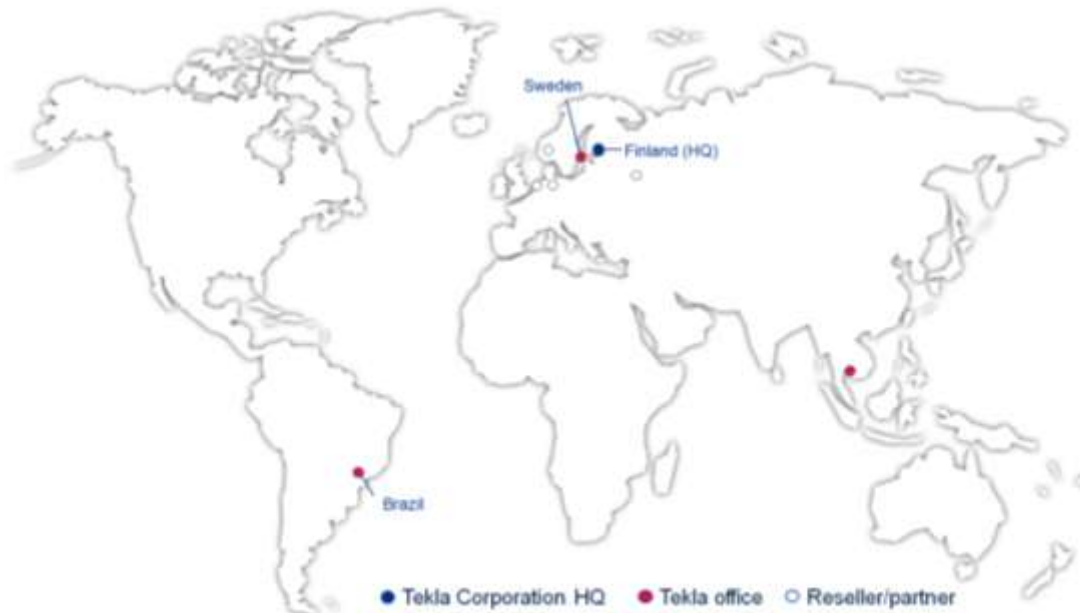 Sweden
Finland (HQ)
Brazil
Tekla Corporation HQ Tekla office Reseller/partner